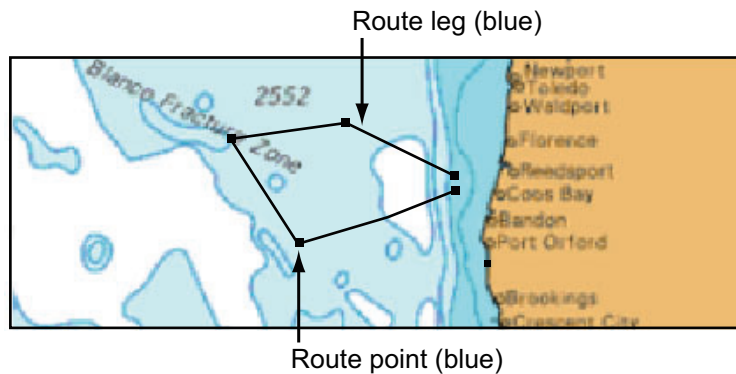 Route leg (blue)
Blanco Fracture Zone
2552
Newport
Toledo
Waldport
Florence
Reedsport
Coos Bay
Bandon
Port Orford
Brookings
Crescent City
Route point (blue)